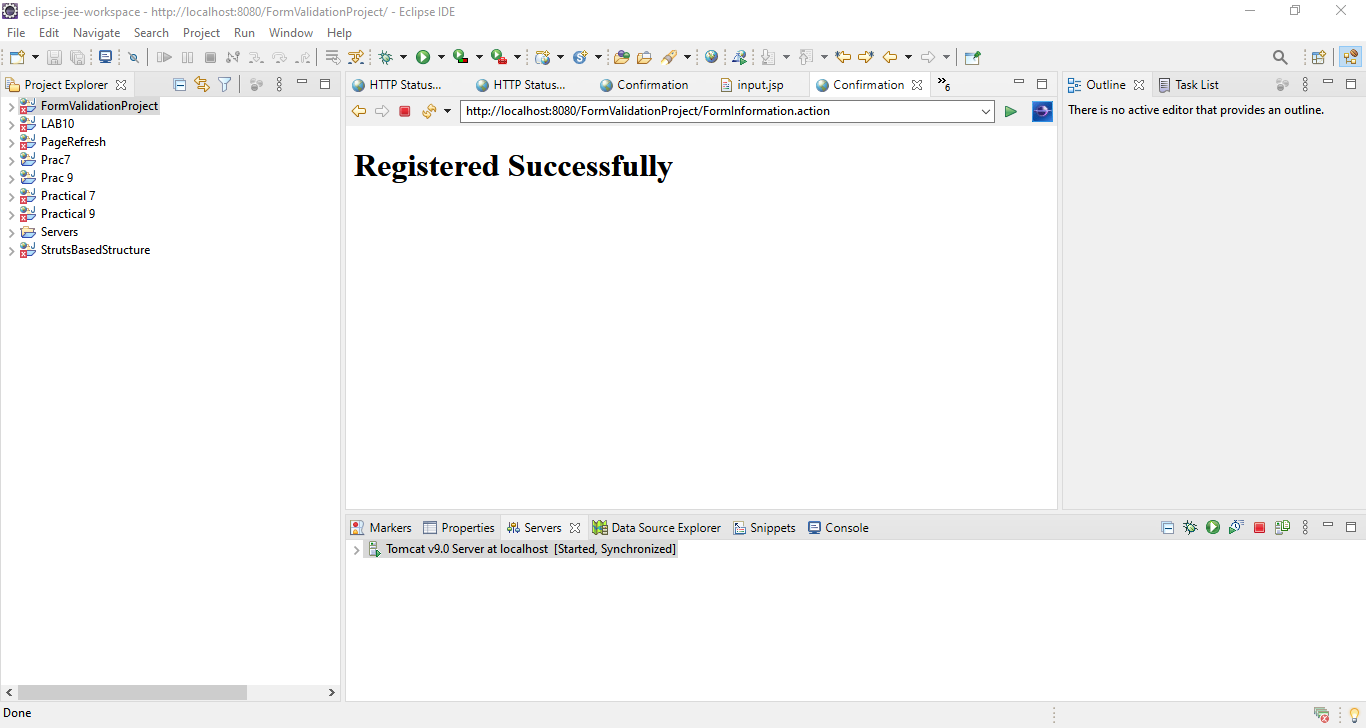 eclipse-jee-workspace - http://localhost:8080/FormValidationProject/ - Eclipse IDE
File Edit Navigate Search Project Run Window Help
Project Explorer
FormValidationProject
LAB10
PageRefresh
Prac7
Prac 9
Practical 7
Practical 9
Servers
StrutsBasedStructure
HTTP Status... HTTP Status... Confirmation input.jsp Confirmation »6
http://localhost:8080/FormValidationProject/FormInformation.action
Registered Successfully
Outline Task List
There is no active editor that provides an outline.
Markers Properties Servers Data Source Explorer Snippets Console
Tomcat v9.0 Server at localhost [Started, Synchronized]
Done